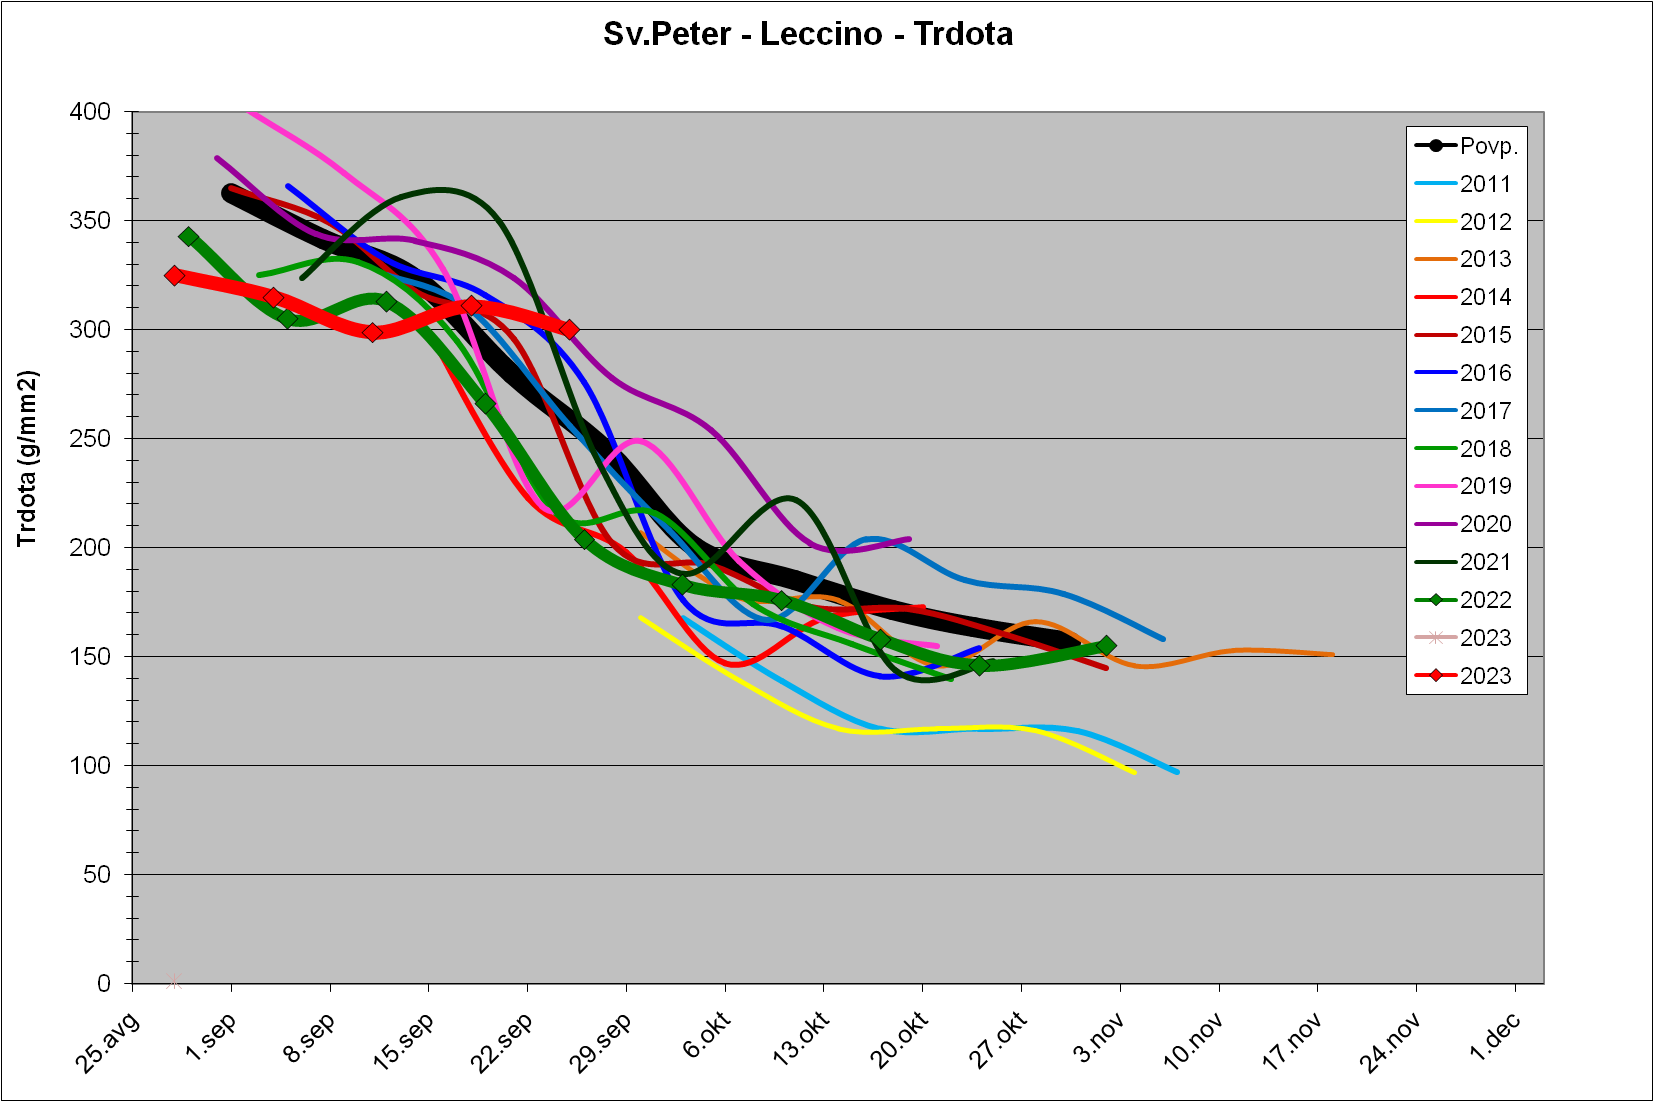 Sv.Peter - Leccino - Trdota
Trdota (g/mm2)
400
350
300
250
200
150
100
50
0
25.avg
1.sep
8.sep
15.sep
22.sep
29.sep
6.okt
13.okt
20.okt
27.okt
3.nov
10.nov
17.nov
24.nov
1.dec
Povp.
2011
2012
2013
2014
2015
2016
2017
2018
2019
2020
2021
2022
2023
2023